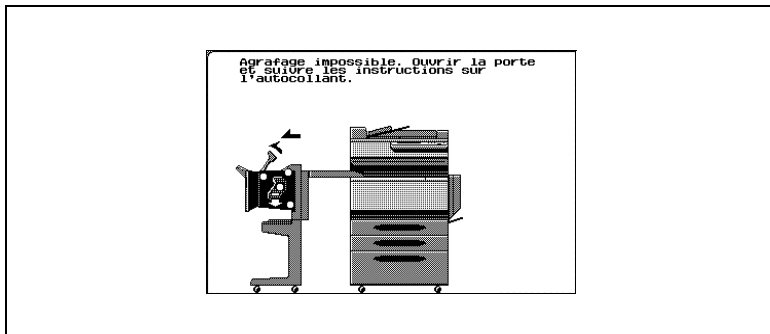 Agrafage impossible. Ouvrir la porte
et suivre les instructions sur
l'autocollant.